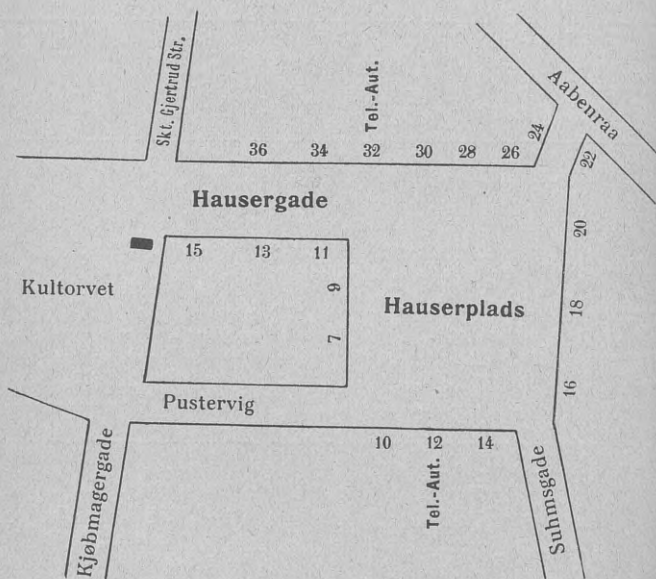 Aabenraa
Skt. Gjertrud Str.
Tel.-Aut.
24
36 34 32 30 28 26
22
Hausergade
20
15 13 11
Kultorvet
9
Hauserplads
18
7
16
Pustervig
10 12 14
Kjøbmagergade
Tel.-Aut.
Suhmsgade